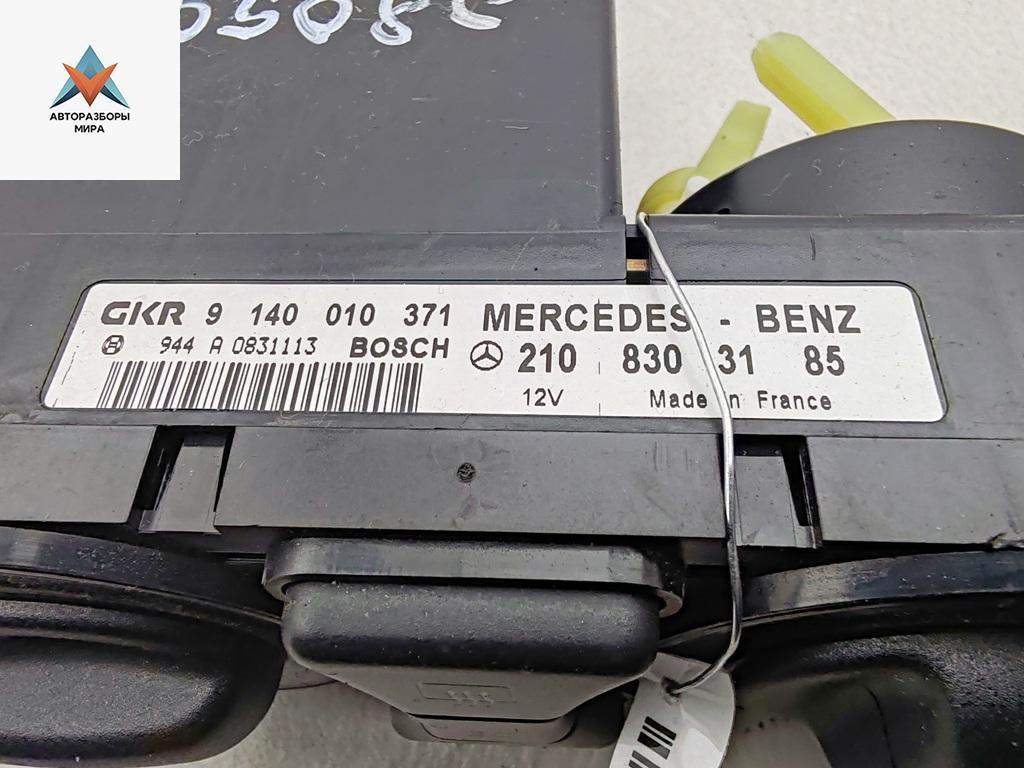 АВТОРАЗБОРЫ
МИРА
GKR 9 140 010 371 MERCEDES - BENZ
944 A 0831113 BOSCH 210 830 31 85
12V Made in France